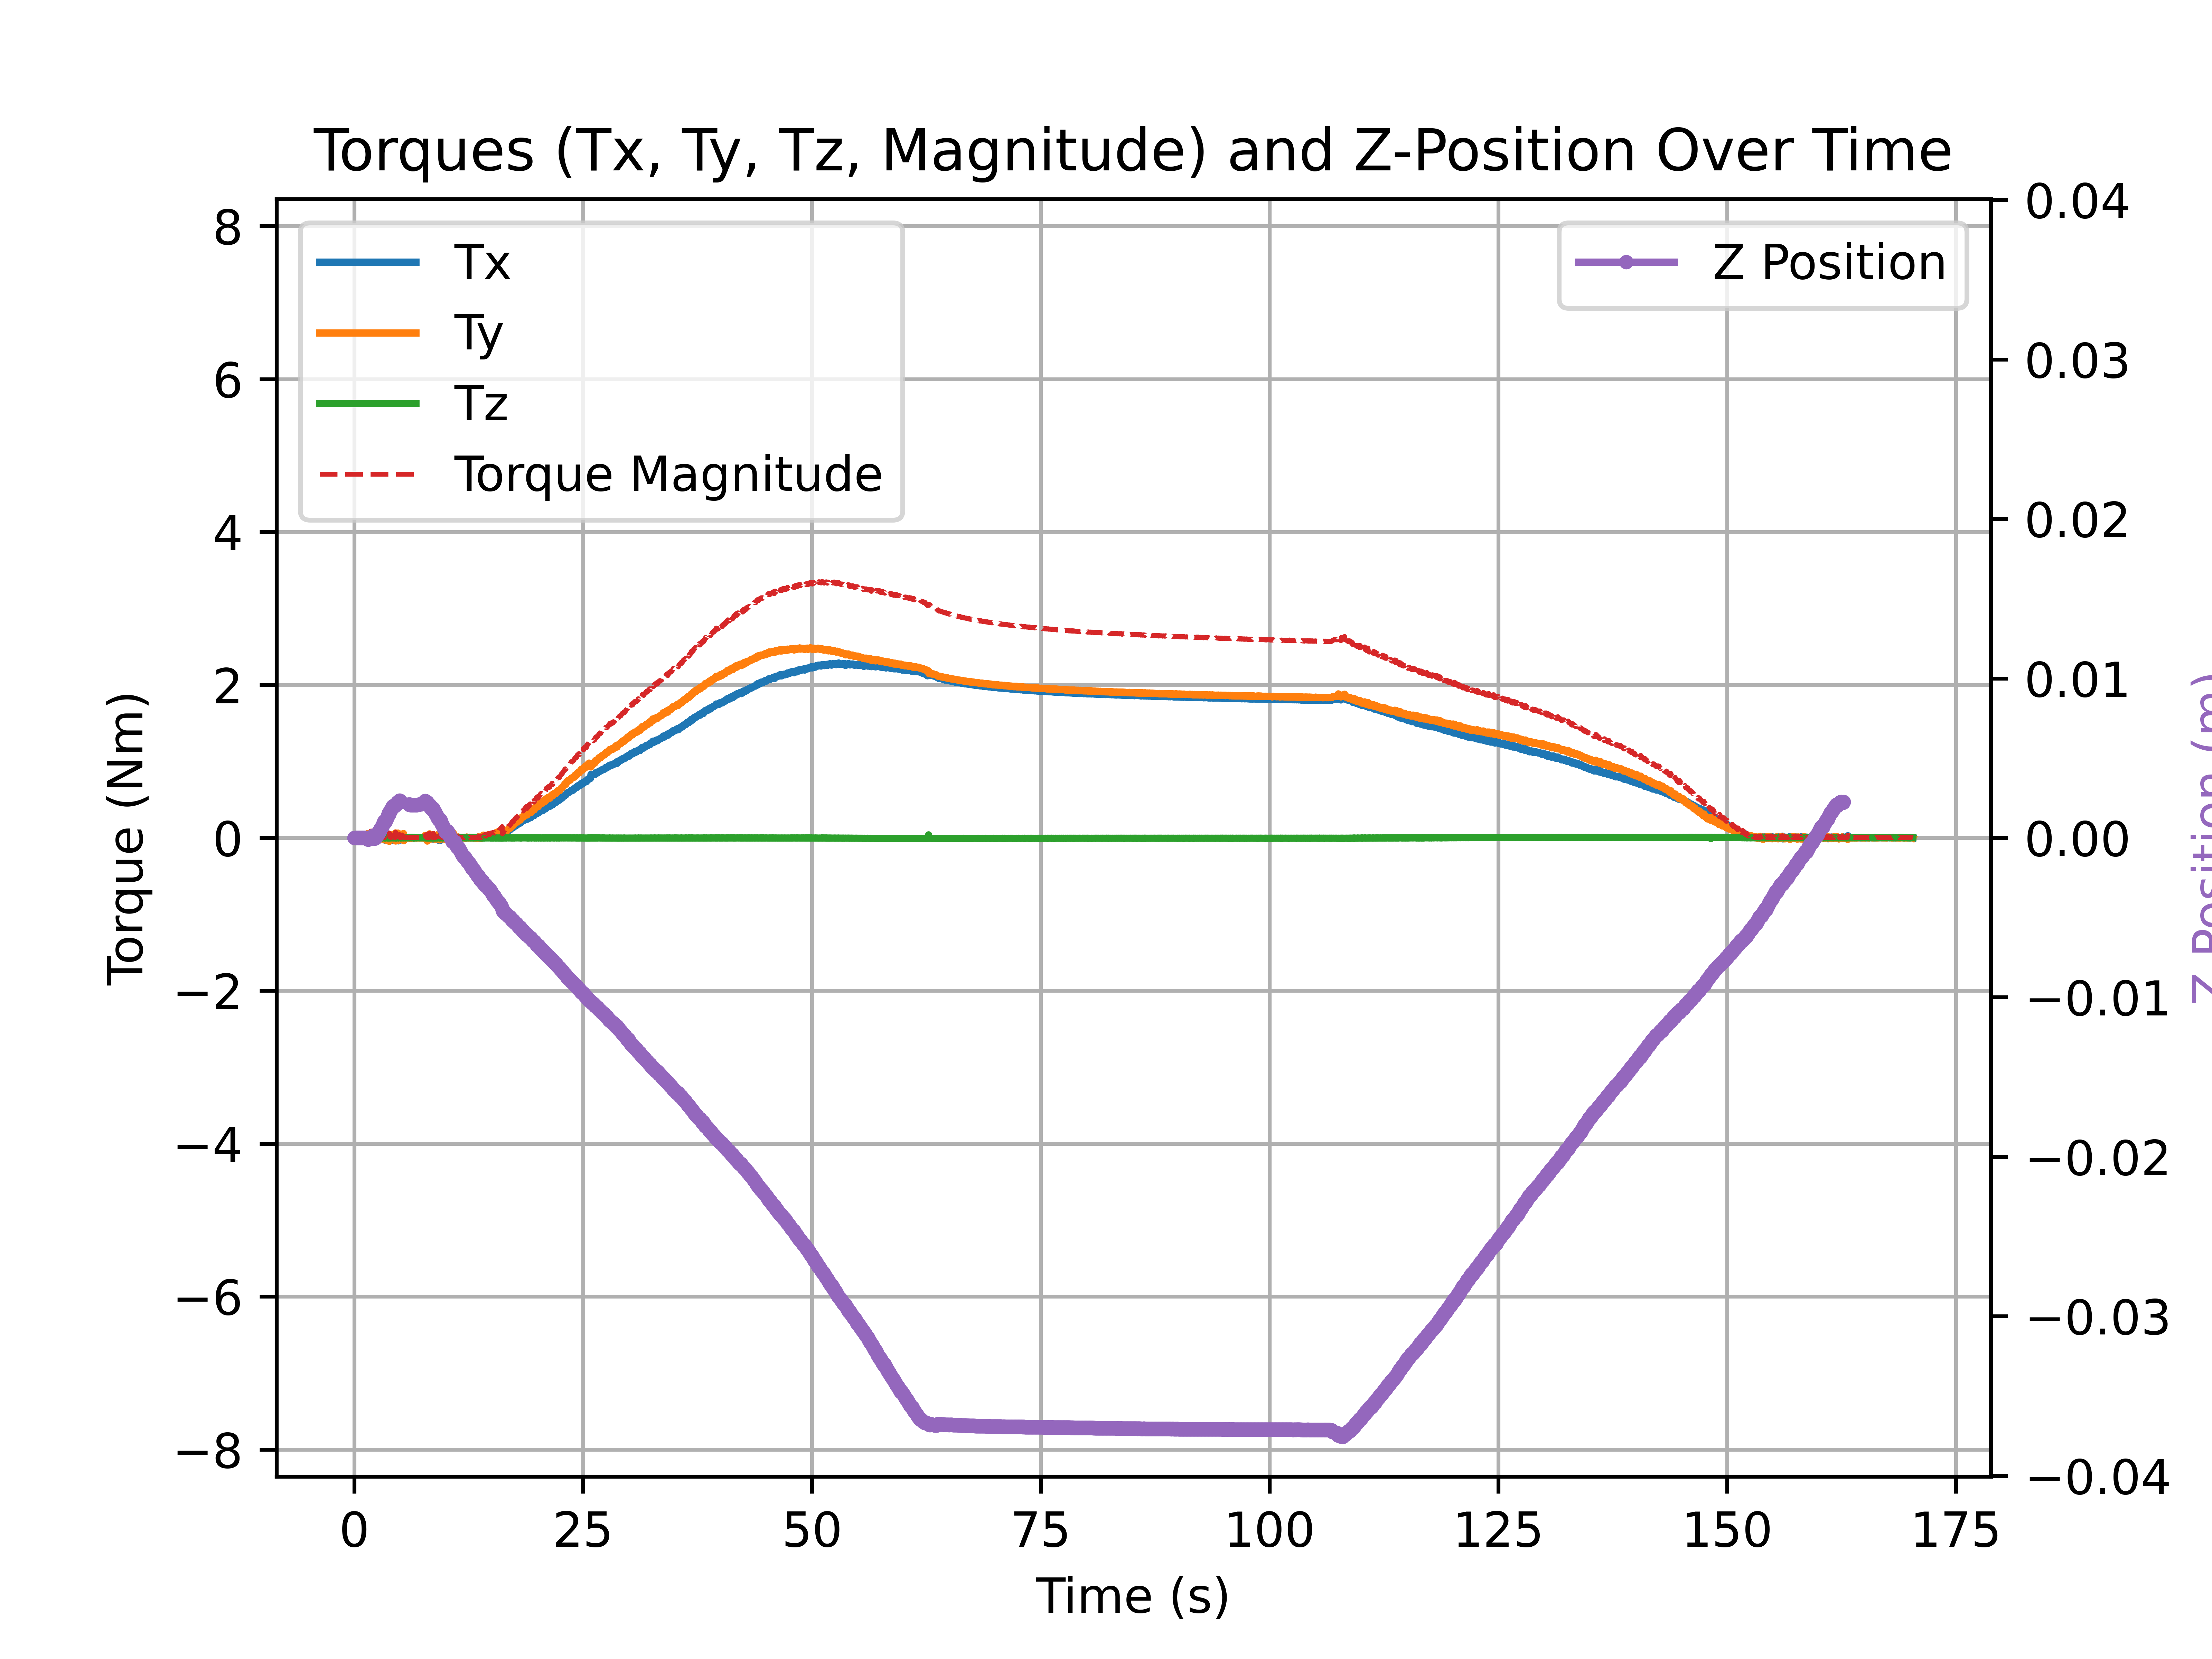 Torques (Tx, Ty, Tz, Magnitude) and Z-Position Over Time
Tx
Ty
Tz
Torque Magnitude
Z Position
8
6
4
2
0
−2
−4
−6
−8
Torque (Nm)
0.04
0.03
0.02
0.01
0.00
−0.01
−0.02
−0.03
−0.04
Z Position (m)
0
25
50
75
100
125
150
175
Time (s)